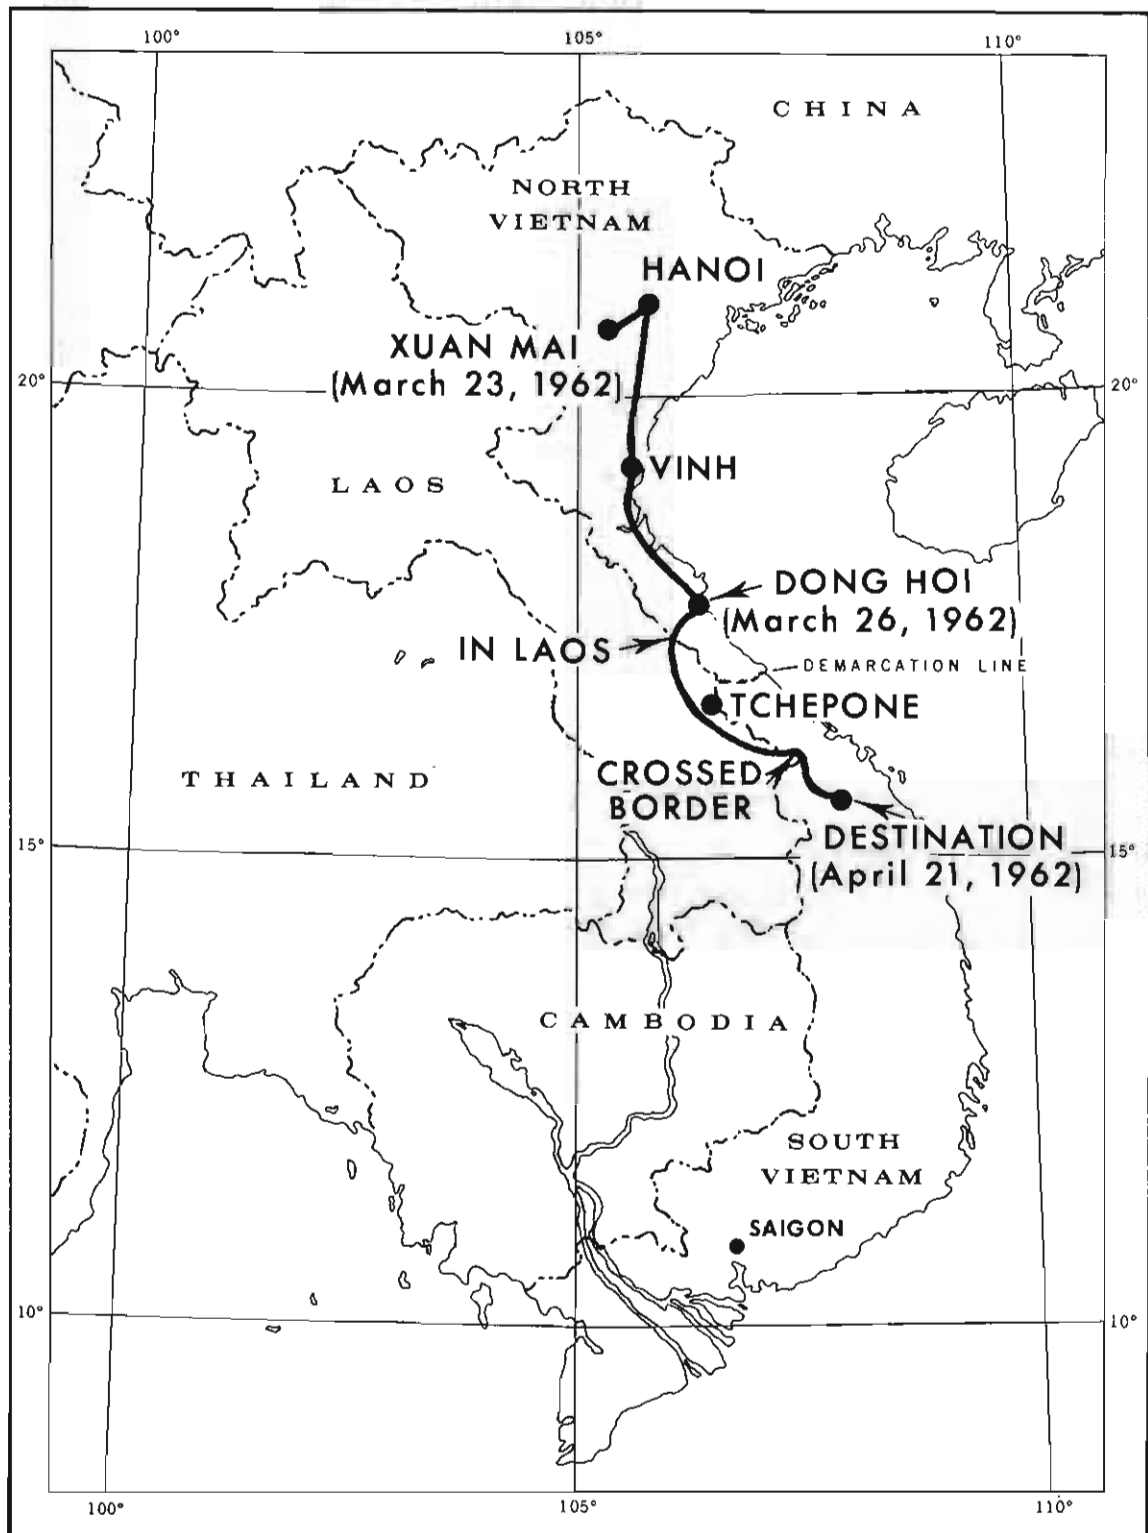 100° 105° 110°
CHINA
NORTH
VIETNAM
HANOI
XUAN MAI
(March 23, 1962)
20° 20°
VINH
LAOS
DONG HOI
(March 26, 1962)
IN LAOS
DEMARCATION LINE
TCHEPONE
THAILAND
CROSSED
BORDER
DESTINATION
(April 21, 1962)
15° 15°
CAMBODIA
SOUTH
VIETNAM
SAIGON
10° 10°
100° 105° 110°